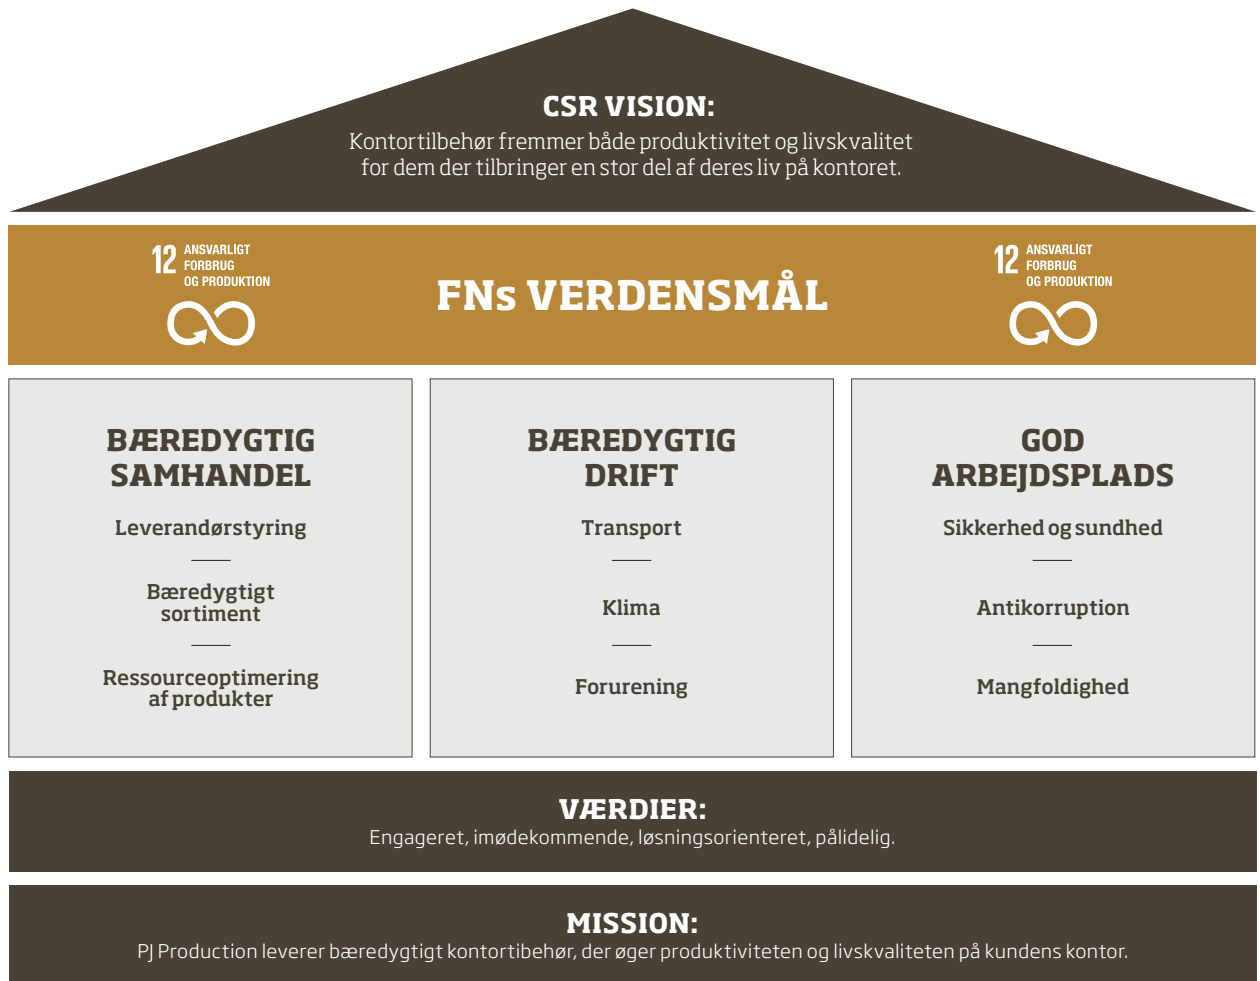 CSR VISION:
Kontortilbehør fremmer både produktivitet og livskvalitet
for dem der tilbringer en stor del af deres liv på kontoret.
12 ANSVARLIGT
FORBRUG
OG PRODUKTION
FNs VERDENSMÅL
12 ANSVARLIGT
FORBRUG
OG PRODUKTION
BÆREDYGTIG
SAMHANDEL
Leverandørstyring
Bæredygtigt
sortiment
Ressourceoptimering
af produkter
BÆREDYGTIG
DRIFT
Transport
Klima
Forurening
GOD
ARBEJDSPLADS
Sikkerhed og sundhed
Antikorruption
Mangfoldighed
VÆRDIER:
Engageret, imødekommende, løsningsorienteret, pålidelig.
MISSION:
PJ Production leverer bæredygtigt kontortibehør, der øger produktiviteten og livskvaliteten på kundens kontor.